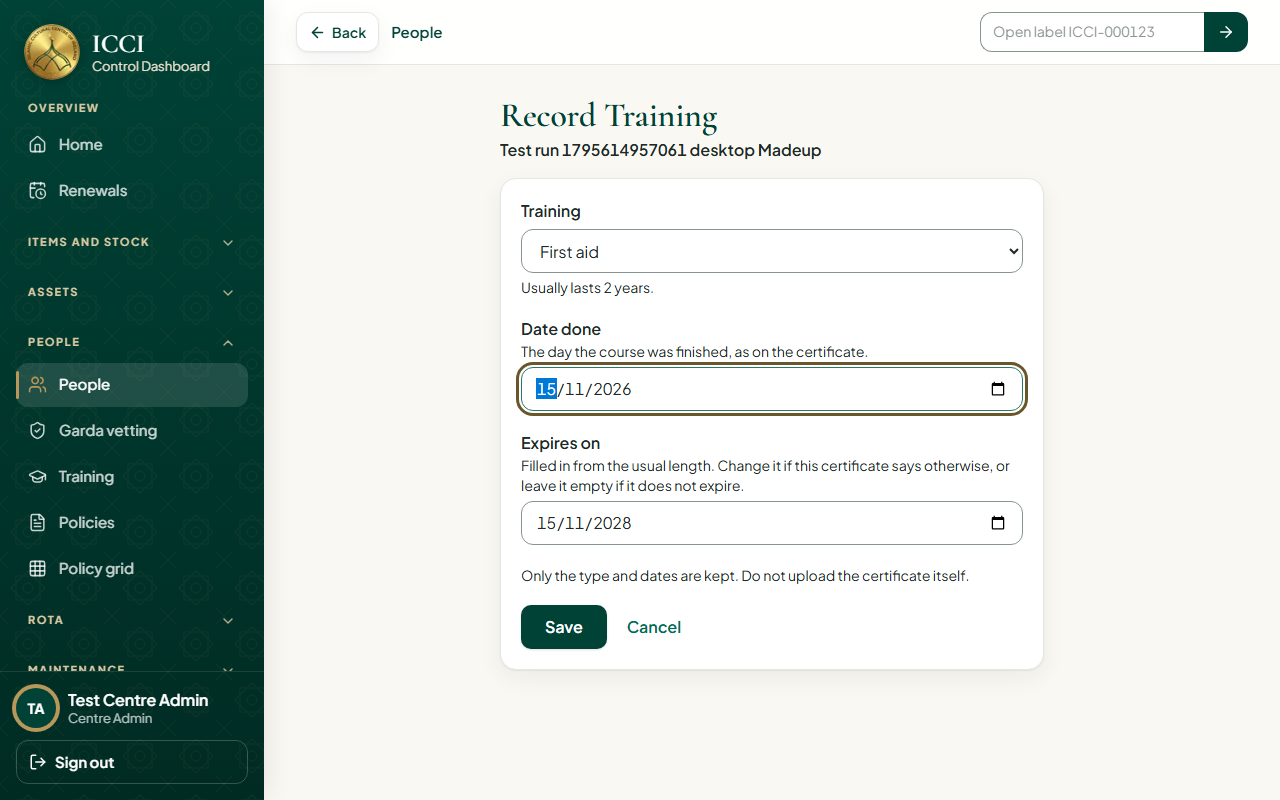 ICCI
Control Dashboard
OVERVIEW
Home
Renewals
ITEMS AND STOCK
ASSETS
PEOPLE
People
Garda vetting
Training
Policies
Policy grid
ROTA
MAINTENANCE
TA
Test Centre Admin
Centre Admin
Sign out
Back
People
Open label ICCI-000123
Record Training
Test run 1795614957061 desktop Madeup
Training
First aid
Usually lasts 2 years.
Date done
The day the course was finished, as on the certificate.
15/11/2026
Expires on
Filled in from the usual length. Change it if this certificate says otherwise, or
leave it empty if it does not expire.
15/11/2028
Only the type and dates are kept. Do not upload the certificate itself.
Save
Cancel